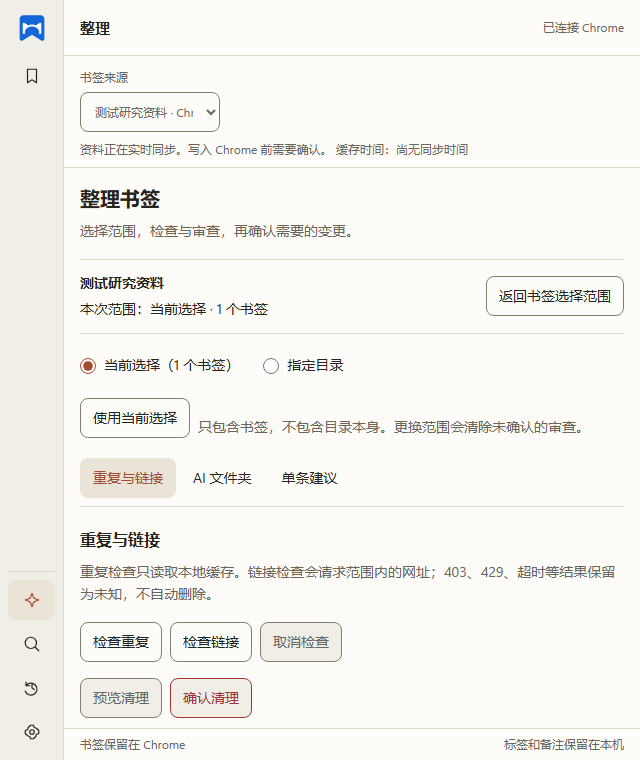 整理
已连接 Chrome
书签来源
测试研究资料 · Chr
资料正在实时同步。写入 Chrome 前需要确认。 缓存时间：尚无同步时间
整理书签
选择范围，检查与审查，再确认需要的变更。
测试研究资料
本次范围：当前选择 · 1 个书签
返回书签选择范围
当前选择（1 个书签）
指定目录
使用当前选择
只包含书签，不包含目录本身。更换范围会清除未确认的审查。
重复与链接
AI 文件夹
单条建议
重复与链接
重复检查只读取本地缓存。链接检查会请求范围内的网址；403、429、超时等结果保留
为未知，不自动删除。
检查重复
检查链接
取消检查
预览清理
确认清理
书签保留在 Chrome
标签和备注保留在本机